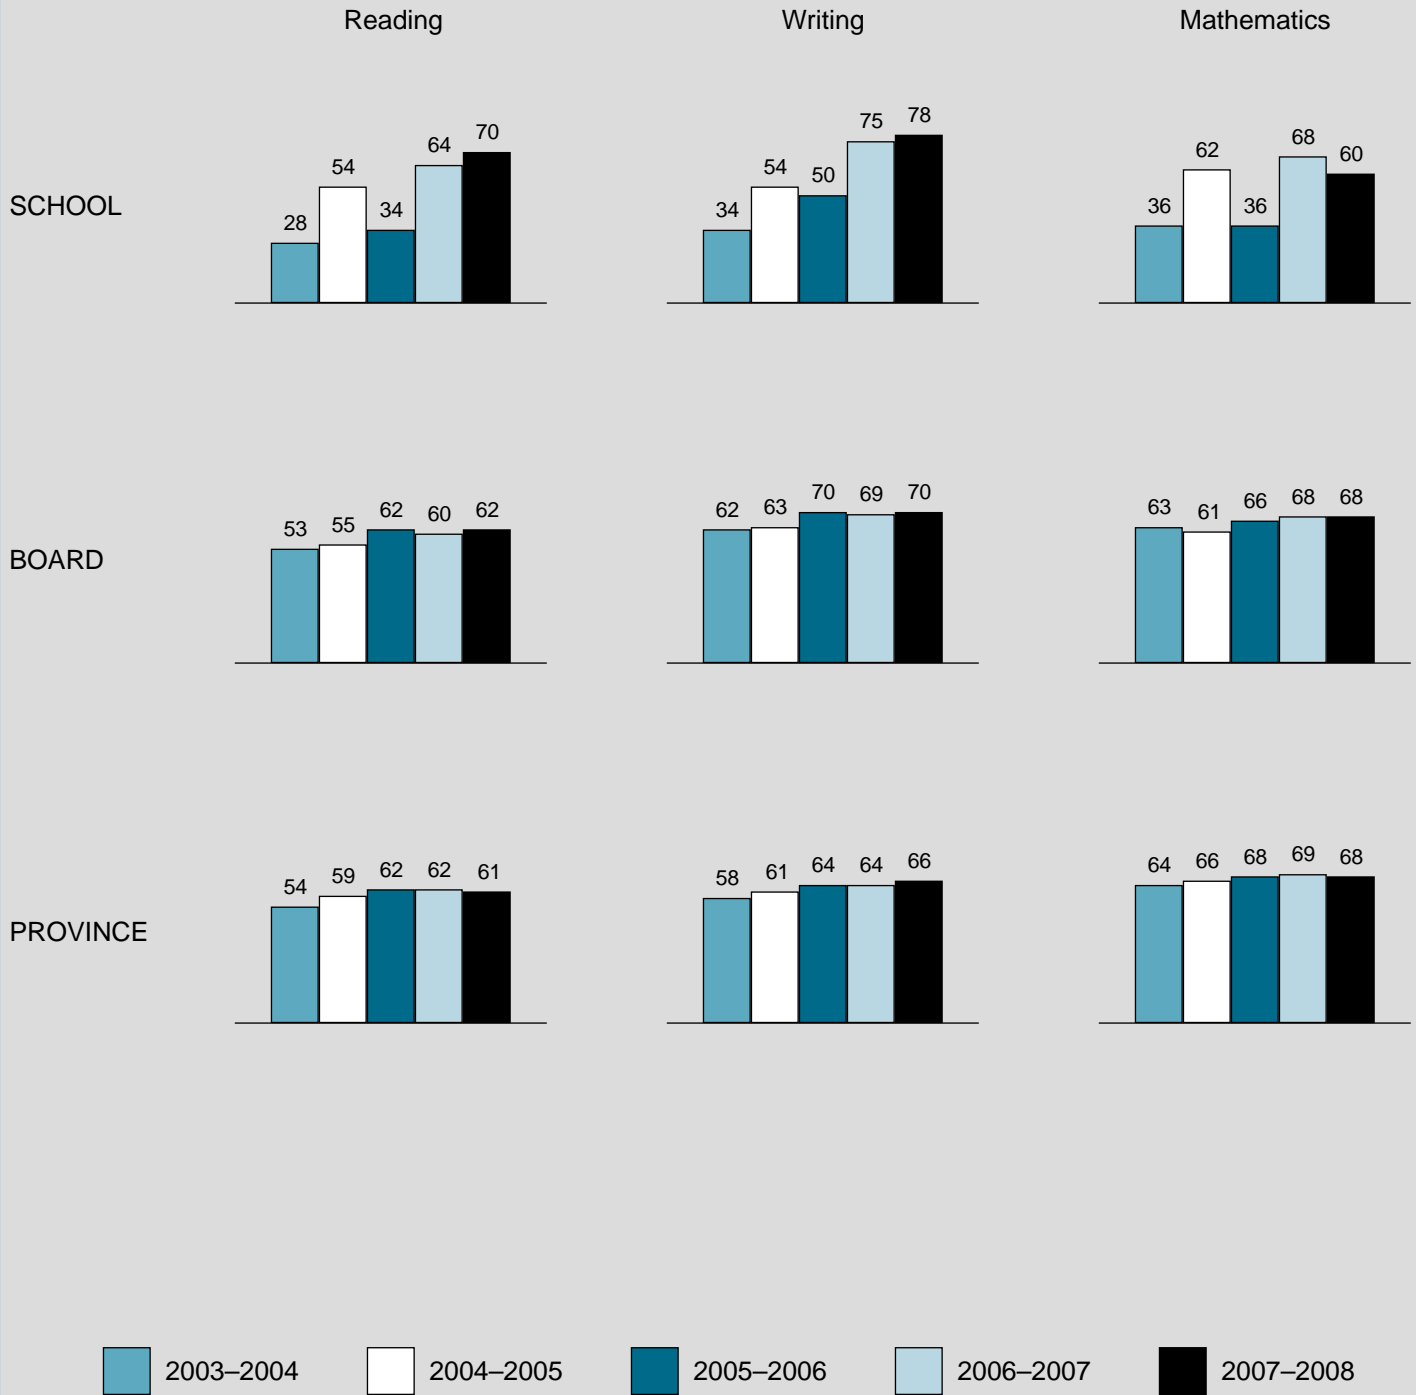 Reading Writing Mathematics
SCHOOL
28 54 34 64 70
34 54 50 75 78
36 62 36 68 60
BOARD
53 55 62 60 62
62 63 70 69 70
63 61 66 68 68
PROVINCE
54 59 62 62 61
58 61 64 64 66
64 66 68 69 68
2003–2004 2004–2005 2005–2006 2006–2007 2007–2008